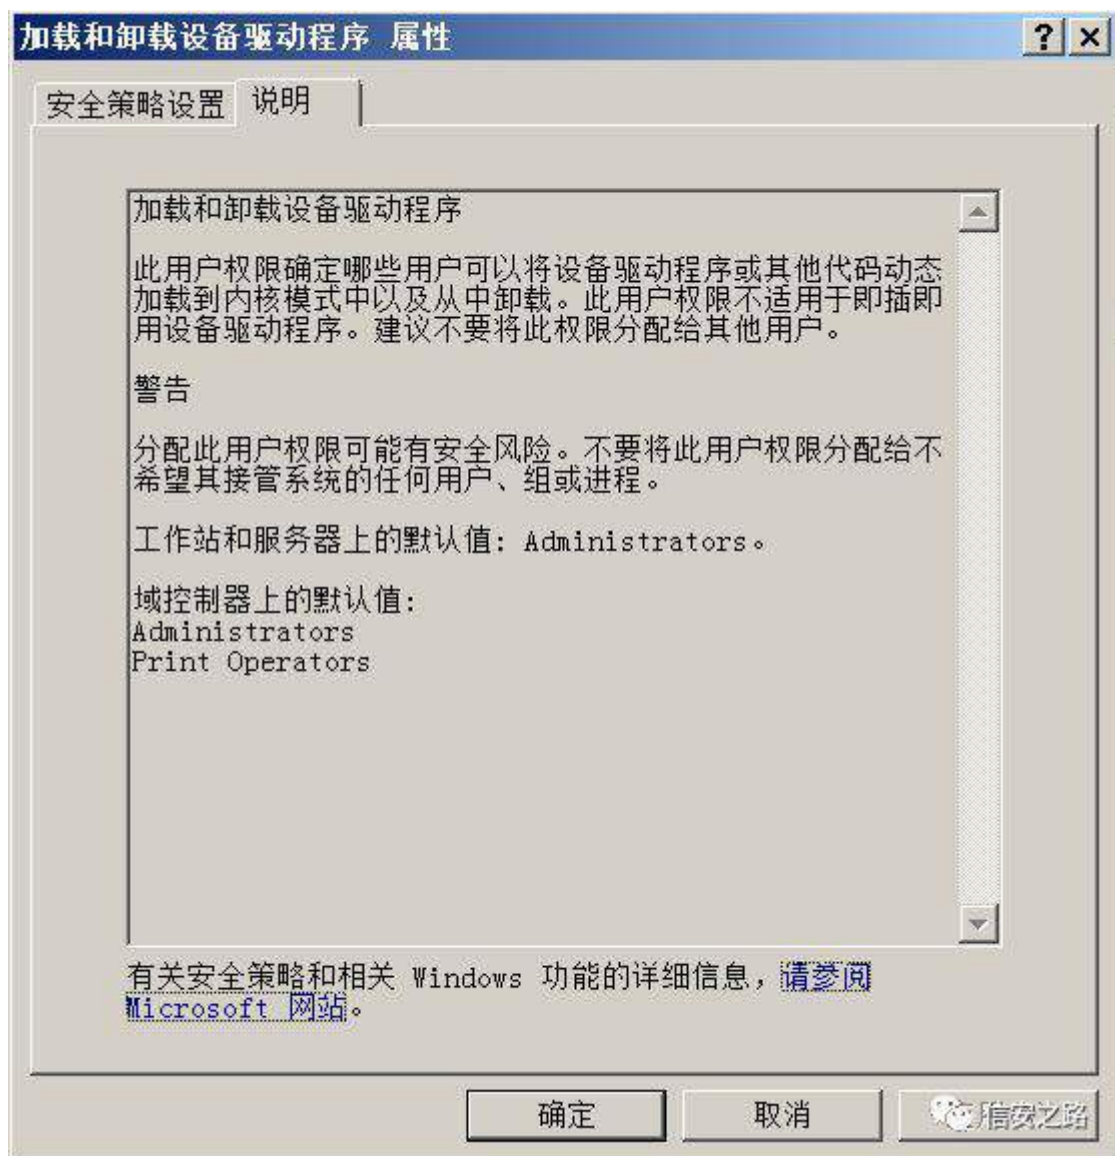 加载和卸载设备驱动程序 属性
安全策略设置 说明
加载和卸载设备驱动程序
此用户权限确定哪些用户可以将设备驱动程序或其他代码动态
加载到内核模式中以及从中卸载。此用户权限不适用于即插即
用设备驱动程序。建议不要将此权限分配给其他用户。
警告
分配此用户权限可能有安全风险。不要将此用户权限分配给不
希望其接管系统的任何用户、组或进程。
工作站和服务器上的默认值: Administrators。
域控制器上的默认值:
Administrators
Print Operators
有关安全策略和相关 Windows 功能的详细信息，请参阅
Microsoft 网站。
确定 取消 信安之路